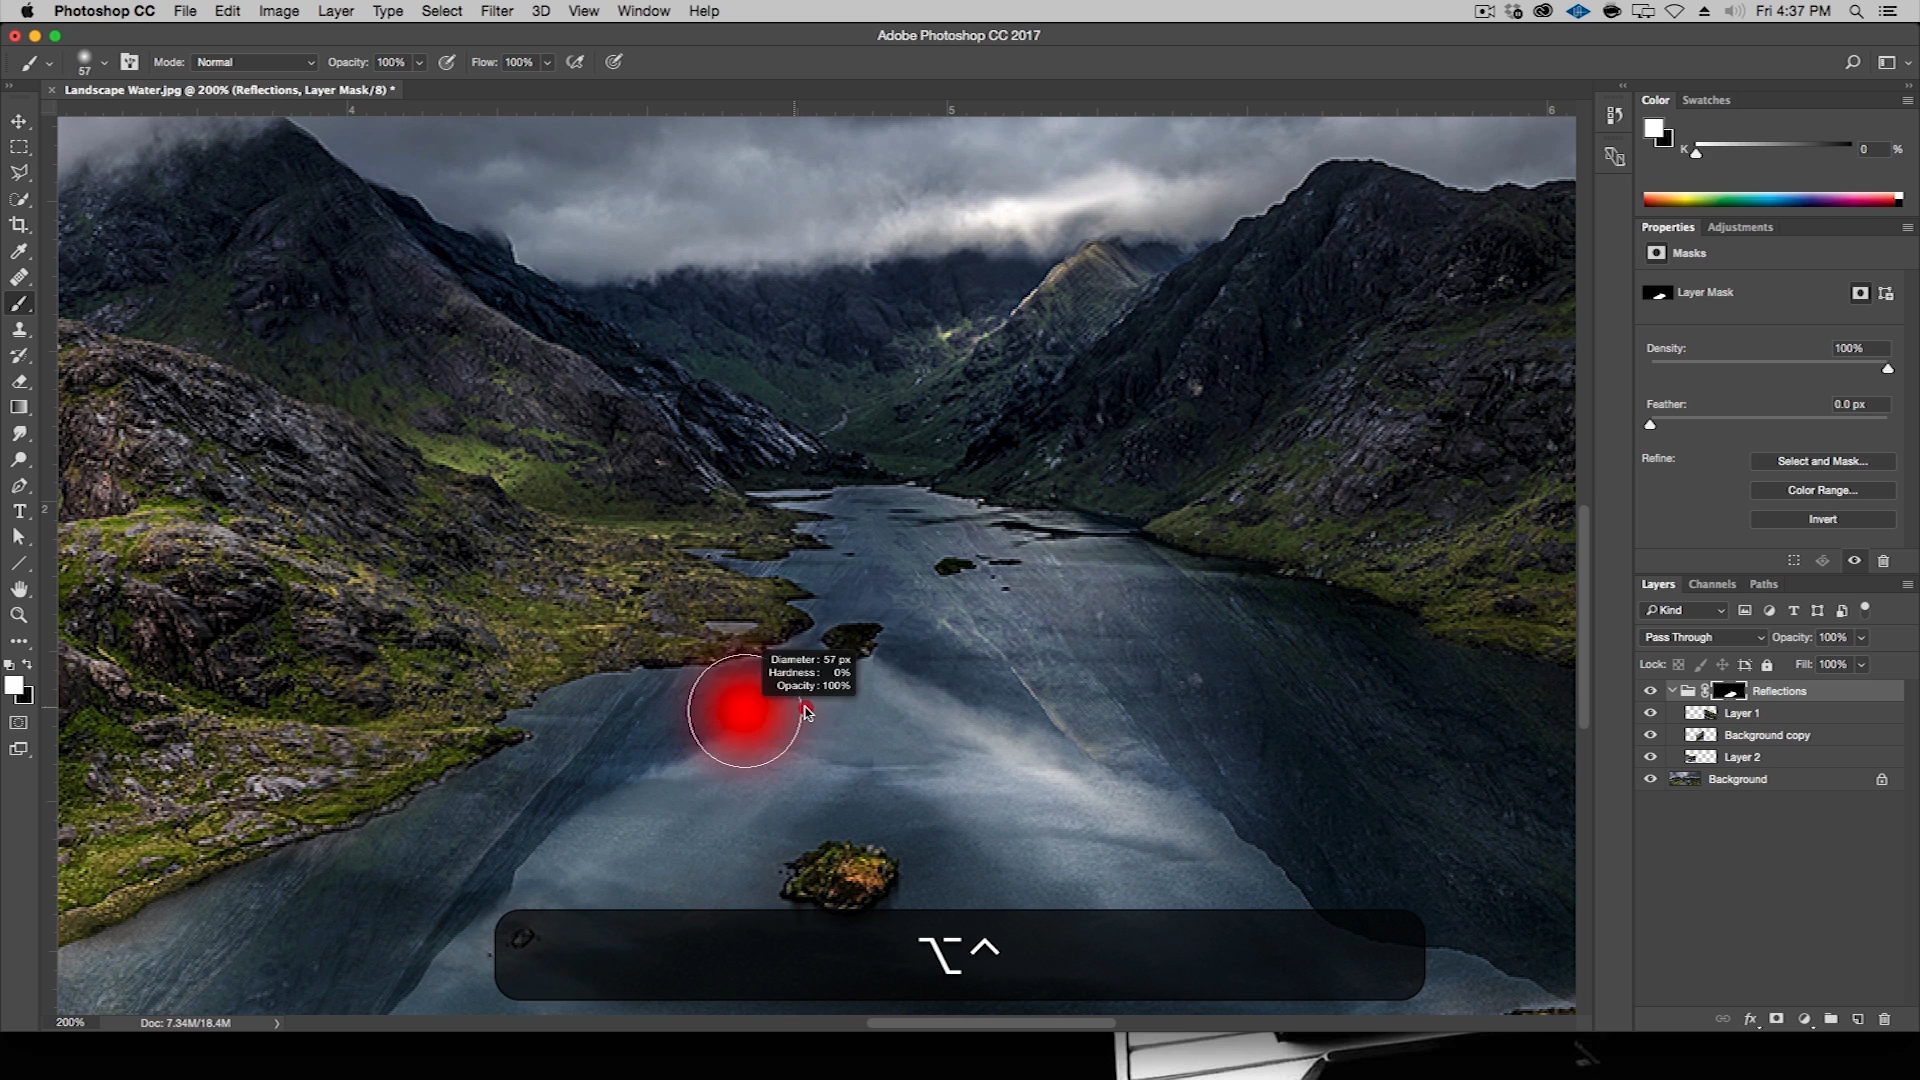 Photoshop CC File Edit Image Layer Type Select Filter 3D View Window Help Fri 4:37 PM
Adobe Photoshop CC 2017
57 Mode: Normal Opacity: 100% Flow: 100%
× Landscape Water.jpg @ 200% (Reflections, Layer Mask/8) *
4 5 6
2
Color Swatches
K 0 %
Properties Adjustments
Masks
Layer Mask
Density: 100%
Feather: 0.0 px
Refine: Select and Mask...
Color Range...
Invert
Layers Channels Paths
Kind
Pass Through Opacity: 100%
Lock: Fill: 100%
Reflections
Layer 1
Background copy
Layer 2
Background
Diameter: 57 px
Hardness: 0%
Opacity: 100%
⌥^
200% Doc: 7.34M/18.4M